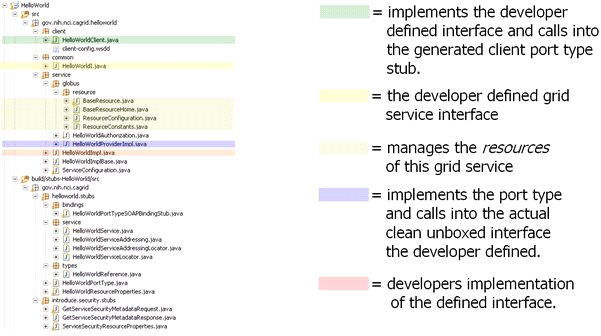 HelloWorld
src
gov.nih.nci.cagrid.helloworld
client
HelloWorldClient.java
client-config.wsdd
common
HelloWorldI.java
service
globus
resource
BaseResource.java
BaseResourceHome.java
ResourceConfiguration.java
ResourceConstants.java
HelloWorldAuthorization.java
HelloWorldProviderImpl.java
HelloWorldImpl.java
HelloWorldImplBase.java
ServiceConfiguration.java
build/stubs-HelloWorld/src
gov.nih.nci.cagrid
helloworld.stubs
bindings
HelloWorldPortTypeSOAPBindingStub.java
service
HelloWorldService.java
HelloWorldServiceAddressing.java
HelloWorldServiceAddressingLocator.java
HelloWorldServiceLocator.java
types
HelloWorldReference.java
HelloWorldPortType.java
HelloWorldResourceProperties.java
introduce.security.stubs
GetServiceSecurityMetadataRequest.java
GetServiceSecurityMetadataResponse.java
ServiceSecurityResourceProperties.java
= implements the developer
defined interface and calls into
the generated client port type
stub.
= the developer defined grid
service interface
= manages the resources
of this grid service
= implements the port type
and calls into the actual
clean unboxed interface
the developer defined.
= developers implementation
of the defined interface.